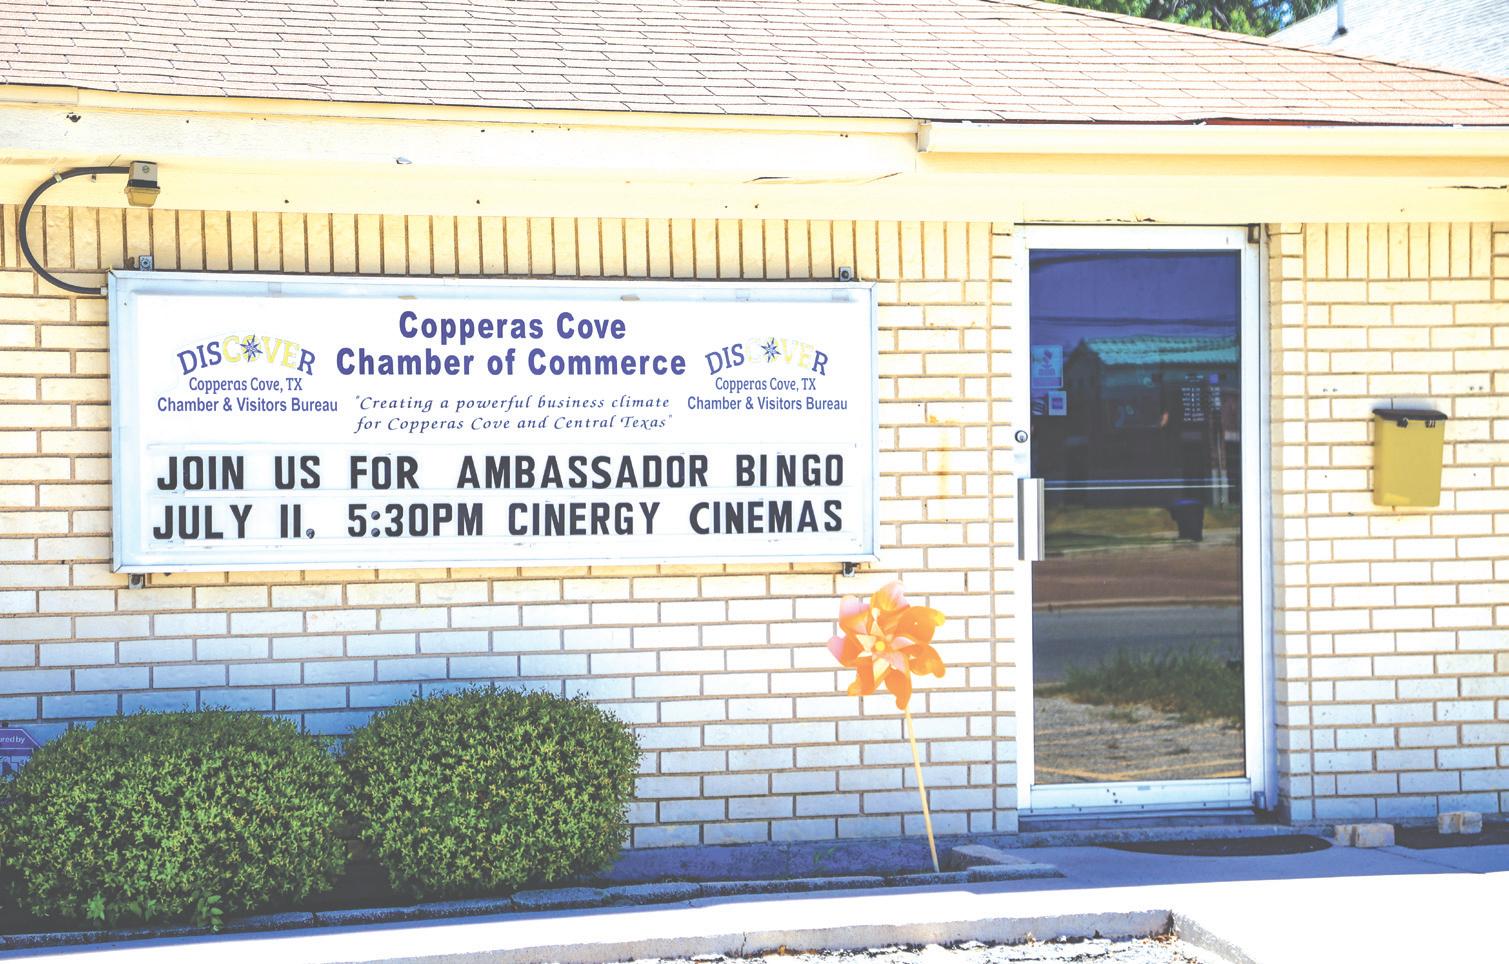 Copperas Cove
Chamber of Commerce
"Creating a powerful business climate
for Copperas Cove and Central Texas"
DISCOVER
Copperas Cove, TX
Chamber & Visitors Bureau
DISCOVER
Copperas Cove, TX
Chamber & Visitors Bureau
JOIN US FOR AMBASSADOR BINGO
JULY 11, 5:30PM CINERGY CINEMAS